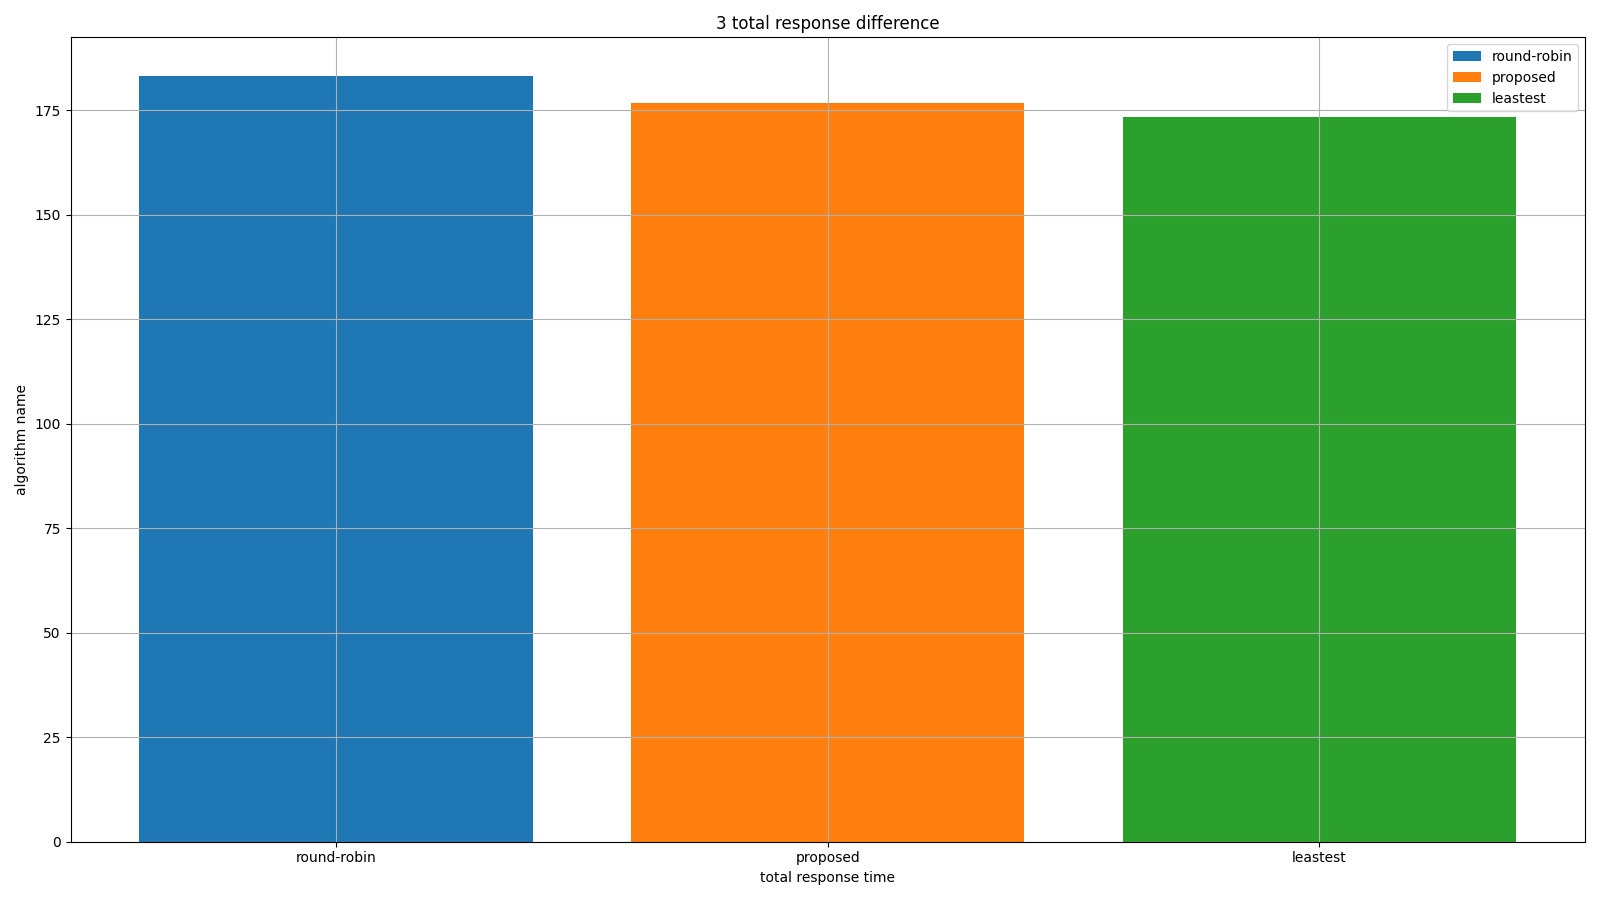 3 total response difference
round-robin
proposed
leastest
175
150
125
100
75
50
25
0
algorithm name
round-robin
proposed
leastest
total response time